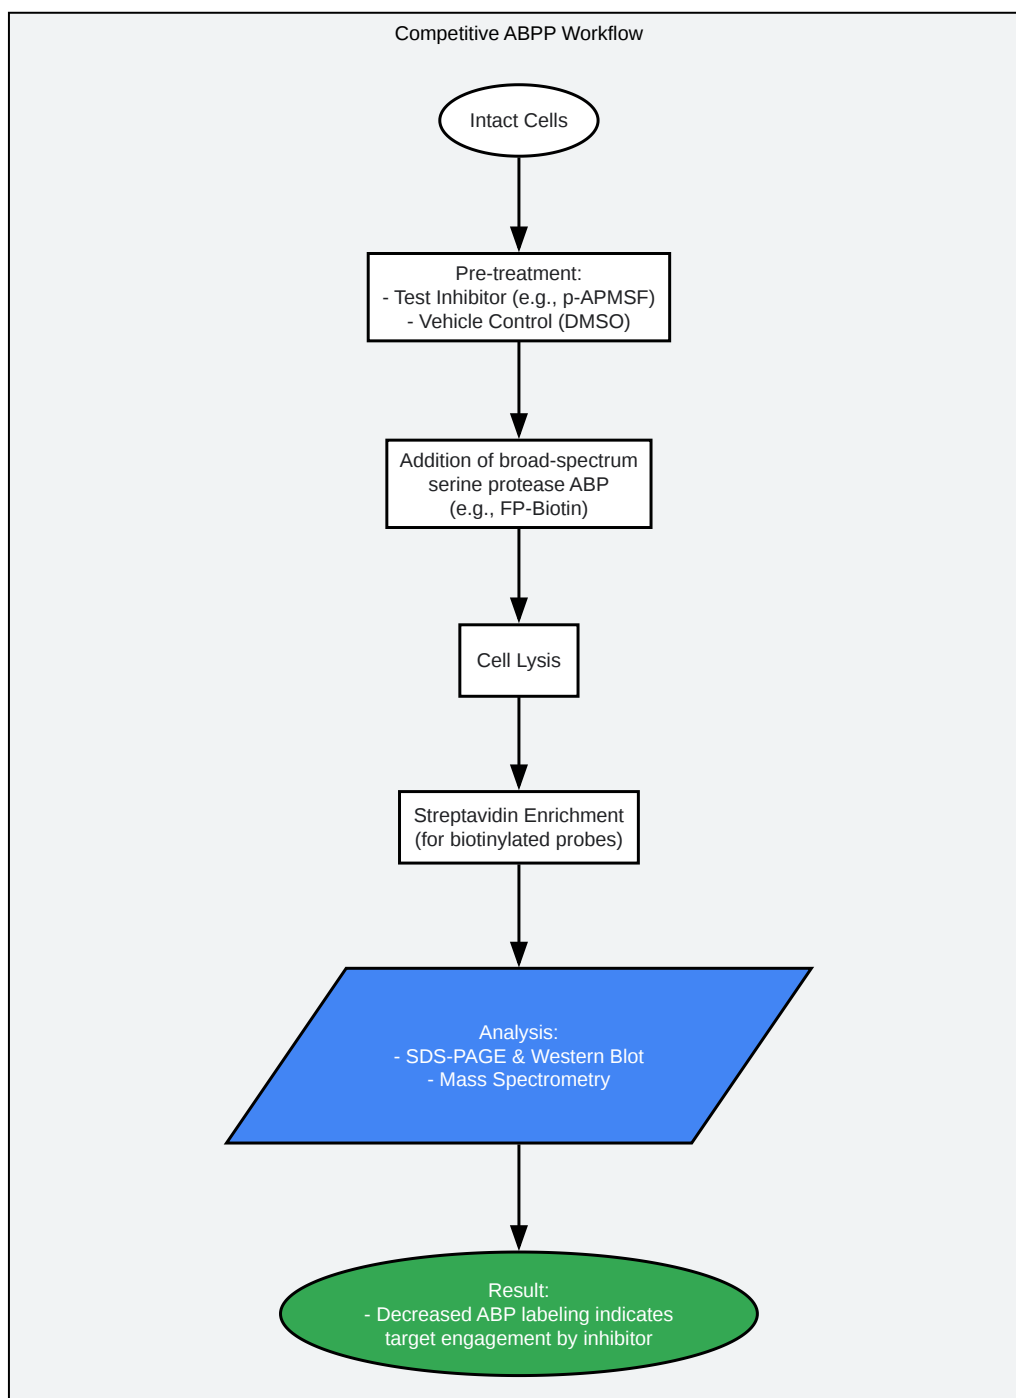 Competitive ABPP Workflow
Intact Cells
Pre-treatment:
- Test Inhibitor (e.g., p-APMSF)
- Vehicle Control (DMSO)
Addition of broad-spectrum
serine protease ABP
(e.g., FP-Biotin)
Cell Lysis
Streptavidin Enrichment
(for biotinylated probes)
Analysis:
- SDS-PAGE & Western Blot
- Mass Spectrometry
Result:
- Decreased ABP labeling indicates
target engagement by inhibitor